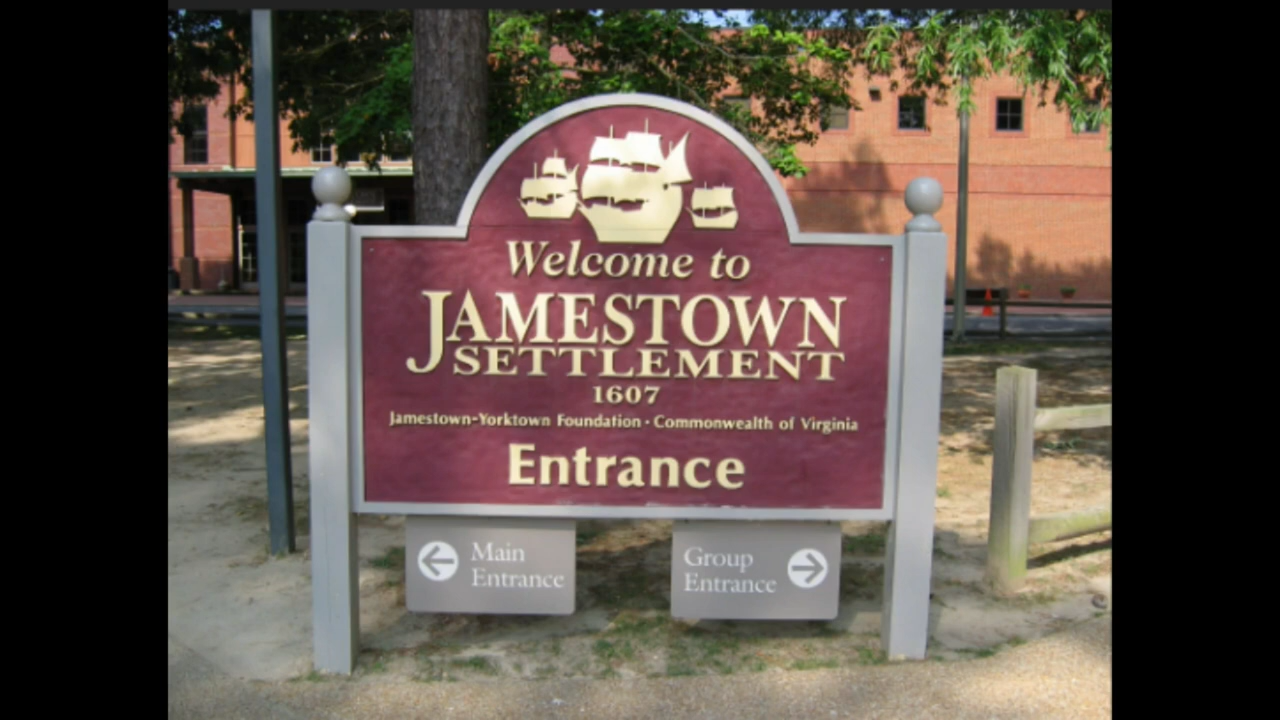 Welcome to
JAMESTOWN
SETTLEMENT
1607
Jamestown-Yorktown Foundation · Commonwealth of Virginia
Entrance
Main
Entrance
Group
Entrance